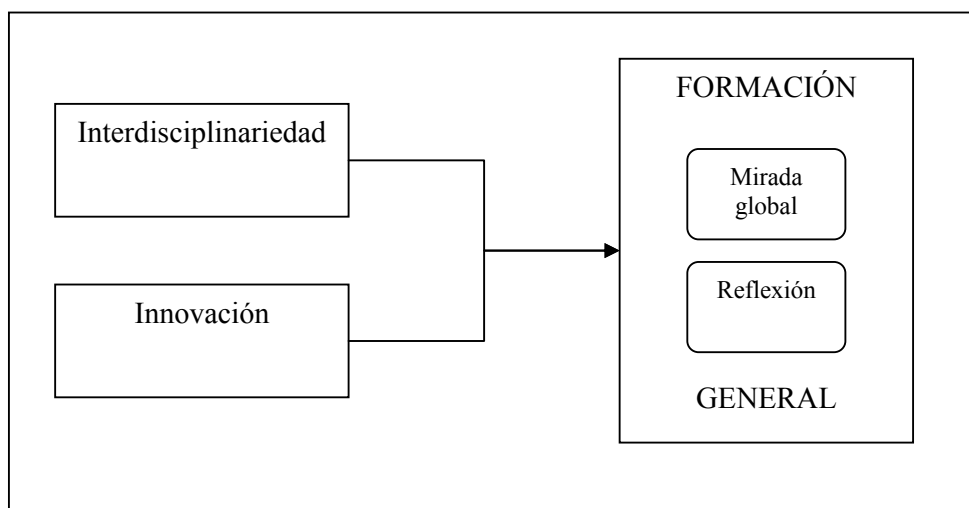 Interdisciplinariedad
Innovación
FORMACIÓN
Mirada
global
Reflexión
GENERAL